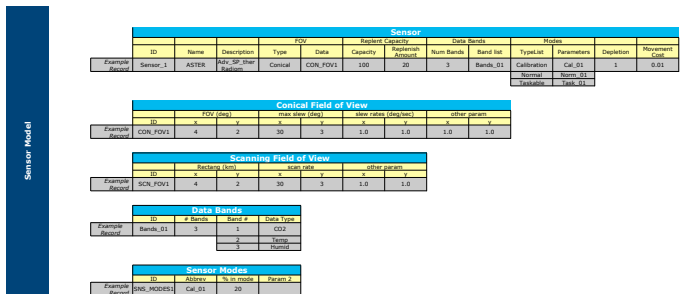 Sensor Model
Sensor
FOV Replent Capacity Data Bands Modes
ID Name Description Type Data Capacity Replenish Amount Num Bands Band list TypeList Parameters Depletion Movement Cost
Example Record Sensor_1 ASTER Adv_SP_ther Radiom Conical CON_FOV1 100 20 3 Bands_01 Calibration Cal_01 1 0.01
Normal Norm_01
Taskable Task_01
Conical Field of View
FOV (deg) max slew (deg) slew rates (deg/sec) other param
ID x y x y x y x y
Example Record CON_FOV1 4 2 30 3 1.0 1.0 1.0 1.0
Scanning Field of View
Rectang (km) scan rate other param
ID x y x y x y
Example Record SCN_FOV1 4 2 30 3 1.0 1.0
Data Bands
ID # Bands Band # Data Type
Example Record Bands_01 3 1 CO2
2 Temp
3 Humid
Sensor Modes
ID Abbrev % in mode Param 2
Example Record SNS_MODES1 Cal_01 20